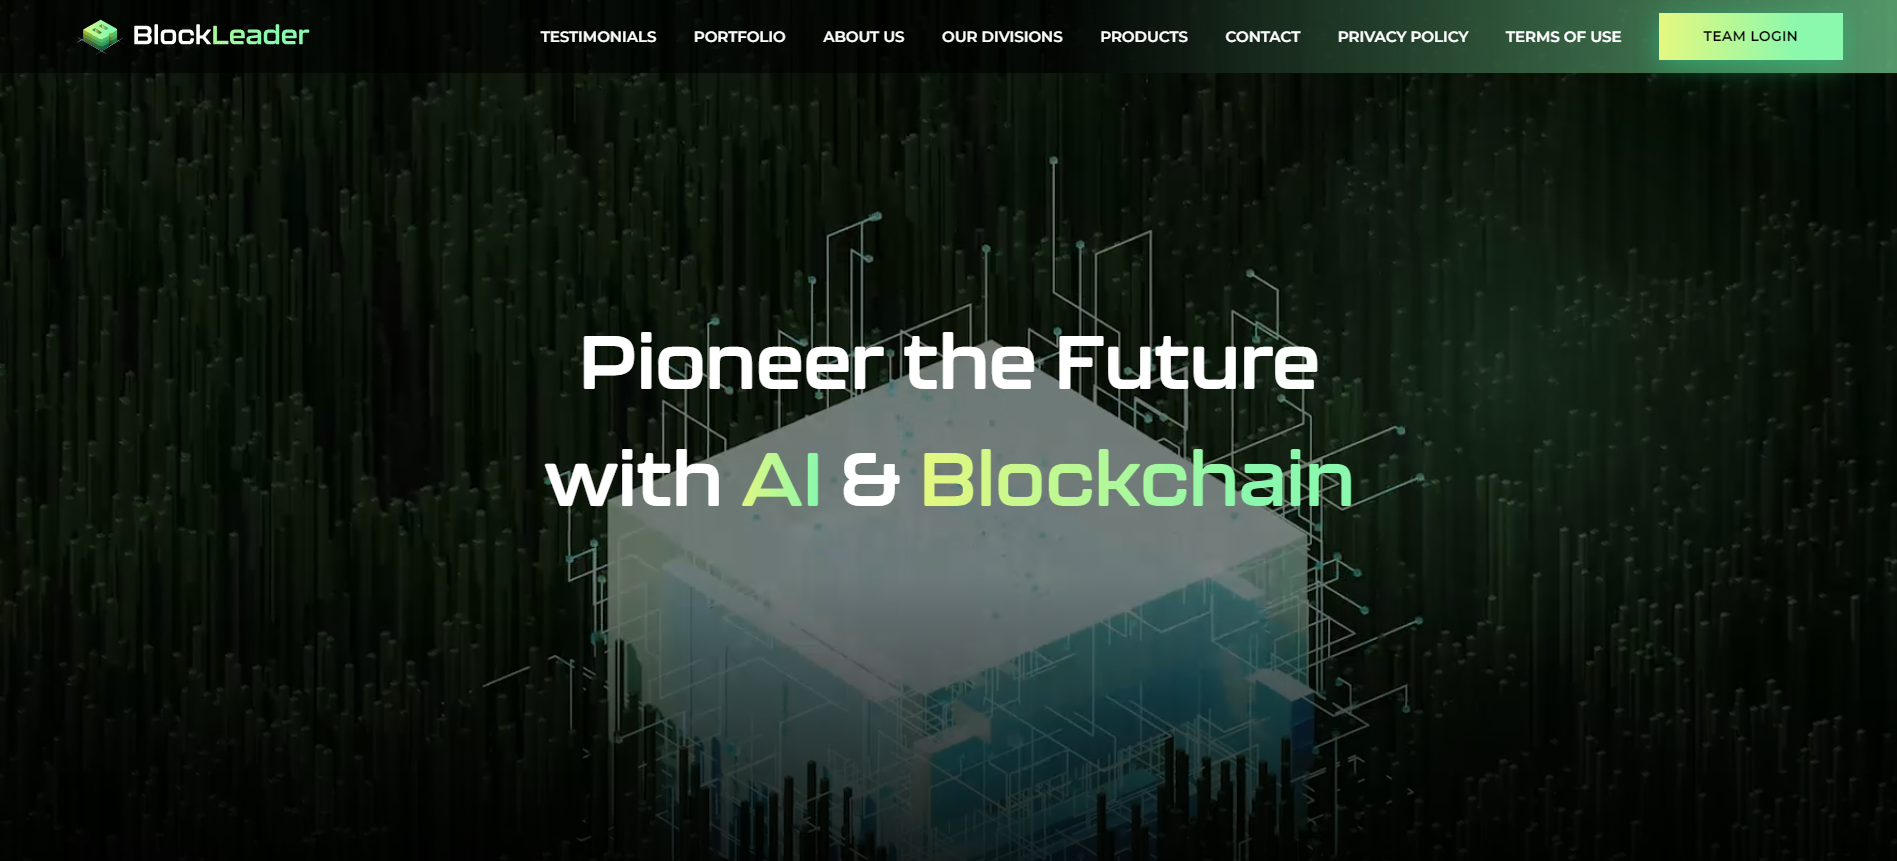 BlockLeader
TESTIMONIALS
PORTFOLIO
ABOUT US
OUR DIVISIONS
PRODUCTS
CONTACT
PRIVACY POLICY
TERMS OF USE
TEAM LOGIN
Pioneer the Future
with AI & Blockchain